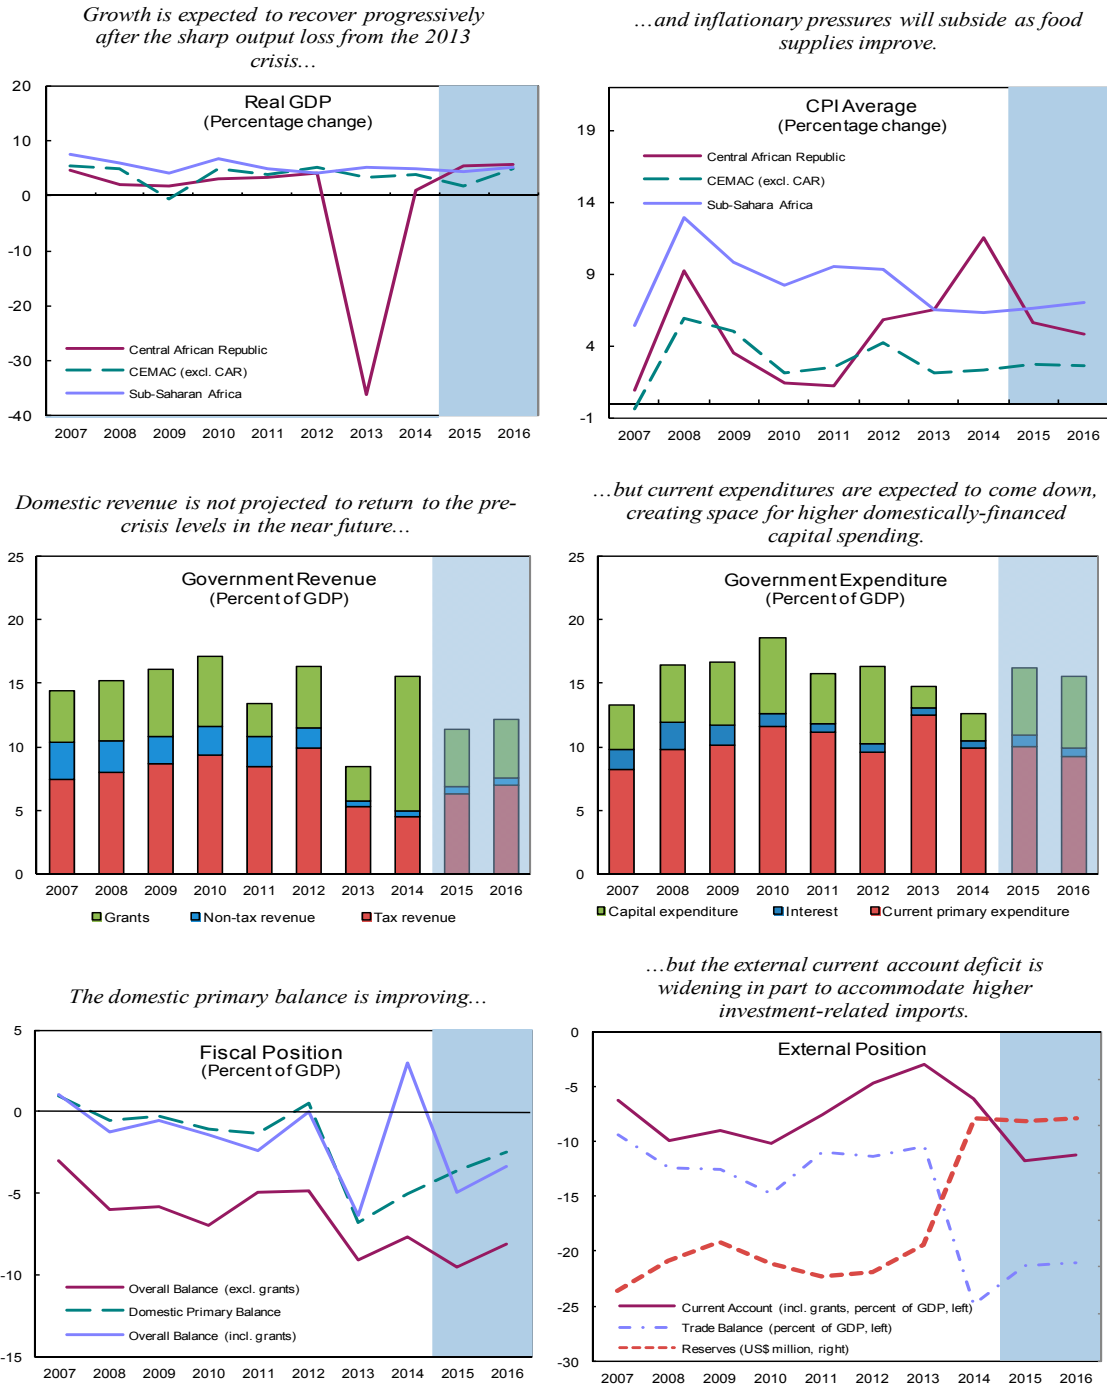 Growth is expected to recover progressively
after the sharp output loss from the 2013
crisis…
…and inflationary pressures will subside as food
supplies improve.
Real GDP
(Percentage change)
20
10
0
-10
-20
-30
-40
Central African Republic
CEMAC (excl. CAR)
Sub-Saharan Africa
2007 2008 2009 2010 2011 2012 2013 2014 2015 2016
CPI Average
(Percentage change)
19
14
9
4
-1
Central African Republic
CEMAC (excl. CAR)
Sub-Sahara Africa
2007 2008 2009 2010 2011 2012 2013 2014 2015 2016
Domestic revenue is not projected to return to the pre-
crisis levels in the near future…
…but current expenditures are expected to come down,
creating space for higher domestically-financed
capital spending.
Government Revenue
(Percent of GDP)
25
20
15
10
5
0
2007 2008 2009 2010 2011 2012 2013 2014 2015 2016
Grants Non-tax revenue Tax revenue
Government Expenditure
(Percent of GDP)
25
20
15
10
5
0
2007 2008 2009 2010 2011 2012 2013 2014 2015 2016
Capital expenditure Interest Current primary expenditure
The domestic primary balance is improving…
…but the external current account deficit is
widening in part to accommodate higher
investment-related imports.
Fiscal Position
(Percent of GDP)
5
0
-5
-10
-15
Overall Balance (excl. grants)
Domestic Primary Balance
Overall Balance (incl. grants)
2007 2008 2009 2010 2011 2012 2013 2014 2015 2016
External Position
0
-5
-10
-15
-20
-25
-30
Current Account (incl. grants, percent of GDP, left)
Trade Balance (percent of GDP, left)
Reserves (US$ million, right)
2007 2008 2009 2010 2011 2012 2013 2014 2015 2016